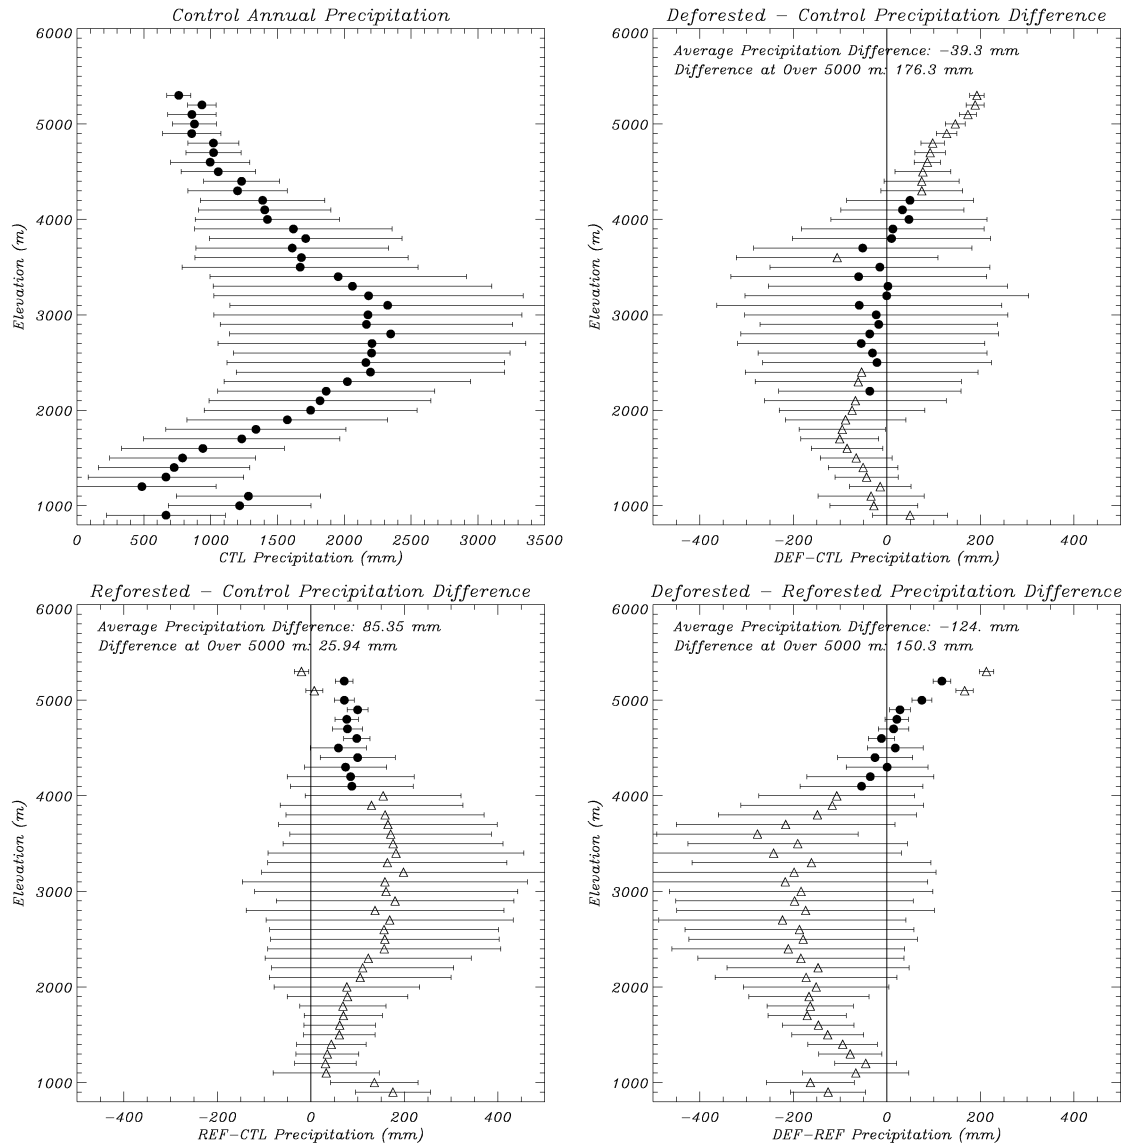 Control Annual Precipitation
6000
5000
4000
3000
2000
1000
Elevation (m)
0 500 1000 1500 2000 2500 3000 3500
CTL Precipitation (mm)
Deforested – Control Precipitation Difference
Average Precipitation Difference: –39.3 mm
Difference at Over 5000 m: 176.3 mm
6000
5000
4000
3000
2000
1000
Elevation (m)
–400 –200 0 200 400
DEF–CTL Precipitation (mm)
Reforested – Control Precipitation Difference
Average Precipitation Difference: 85.35 mm
Difference at Over 5000 m: 25.94 mm
6000
5000
4000
3000
2000
1000
Elevation (m)
–400 –200 0 200 400
REF–CTL Precipitation (mm)
Deforested – Reforested Precipitation Difference
Average Precipitation Difference: –124. mm
Difference at Over 5000 m: 150.3 mm
6000
5000
4000
3000
2000
1000
Elevation (m)
–400 –200 0 200 400
DEF–REF Precipitation (mm)